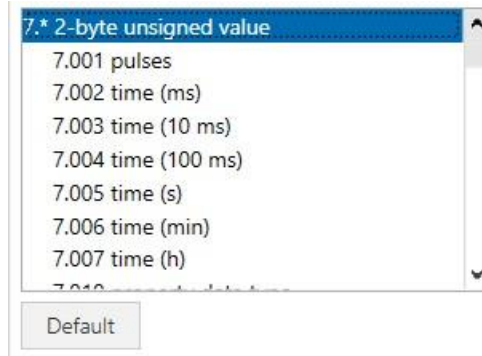 7.* 2-byte unsigned value
7.001 pulses
7.002 time (ms)
7.003 time (10 ms)
7.004 time (100 ms)
7.005 time (s)
7.006 time (min)
7.007 time (h)
Default